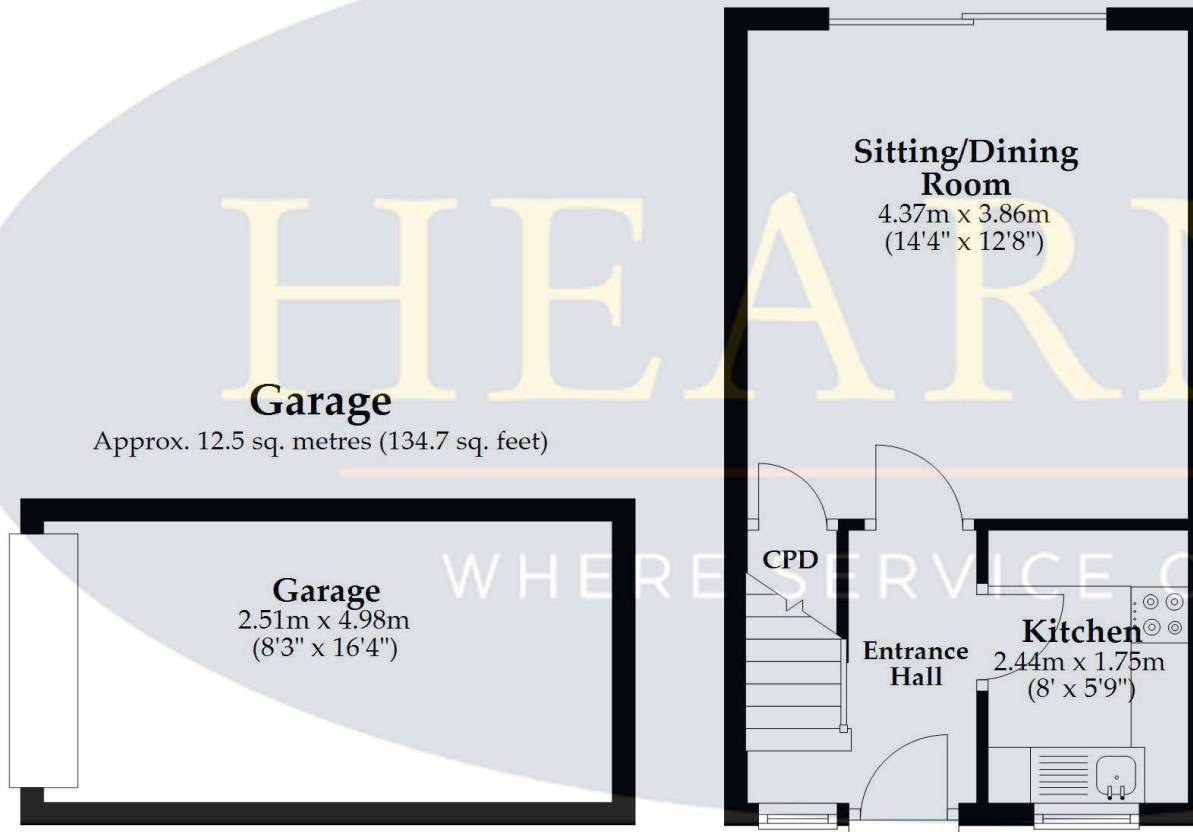 HEARN
WHERE SERVICE C
Garage
Approx. 12.5 sq. metres (134.7 sq. feet)
Garage
2.51m x 4.98m
(8'3" x 16'4")
Sitting/Dining
Room
4.37m x 3.86m
(14'4" x 12'8")
CPD
Entrance
Hall
Kitchen
2.44m x 1.75m
(8' x 5'9")